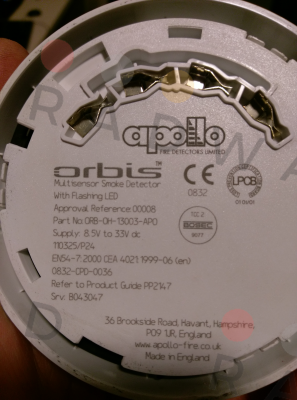 apollo
FIRE DETECTORS LIMITED
orbis™
Multisensor Smoke Detector
With Flashing LED
Approval Reference 00008
Part No ORB-OH-13003-APO
Supply: 8.5V to 33V dc
110325/P24
EN54-7:2000 CEA 4021:1999-06 (en)
0832-CPD-0036
Refer to Product Guide PP2147
Srv: B043047
CE
0832
LPCB
BOSEC
36 Brookside Road, Havant, Hampshire,
PO9 1JR, England
www.apollo-fire.co.uk
Made in England